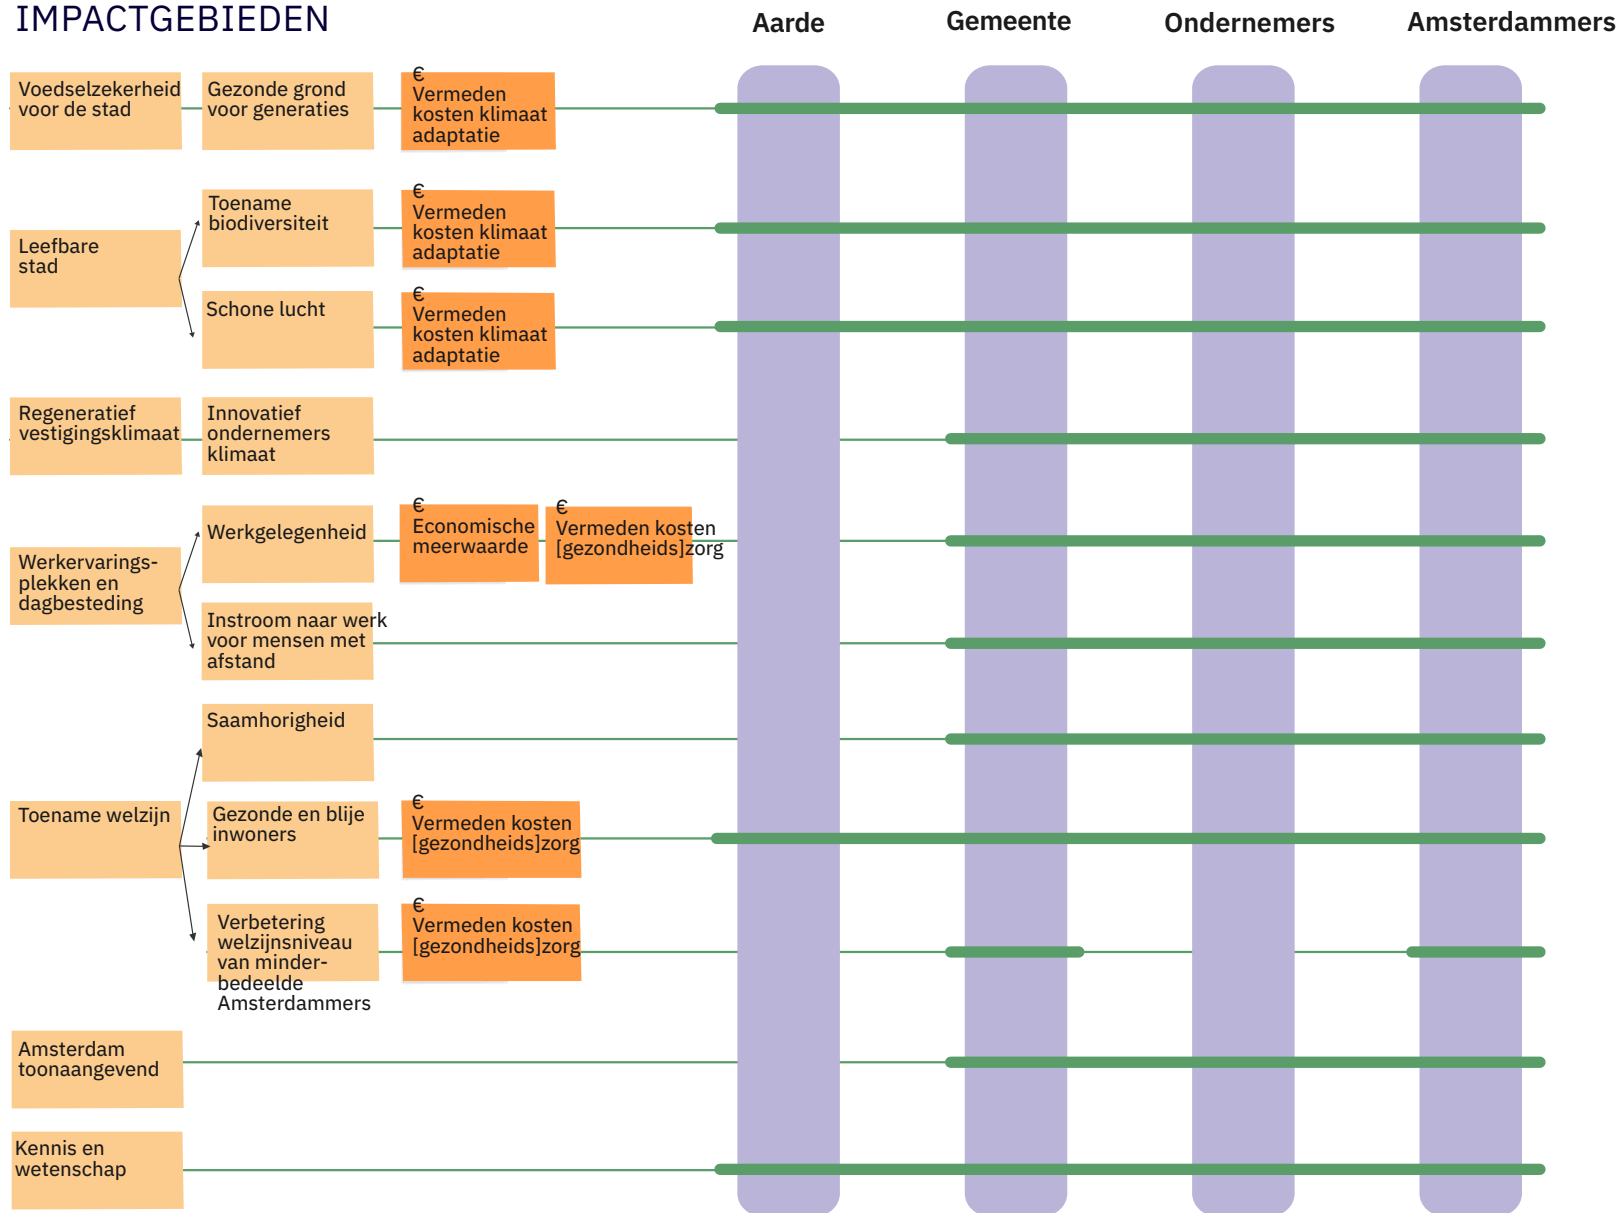 IMPACTGEBIEDEN
Aarde
Gemeente
Ondernemers
Amsterdammers
Voedselzekerheid
voor de stad
Gezonde grond
voor generaties
€
Vermeden
kosten klimaat
adaptatie
Leefbare
stad
Toename
biodiversiteit
€
Vermeden
kosten klimaat
adaptatie
Schone lucht
€
Vermeden
kosten klimaat
adaptatie
Regeneratief
vestigingsklimaat
Innovatief
ondernemers
klimaat
Werkervarings-
plekken en
dagbesteding
Werkgelegenheid
€
Economische
meerwaarde
€
Vermeden kosten
[gezondheids]zorg
Instroom naar werk
voor mensen met
afstand
Toename welzijn
Saamhorigheid
Gezonde en blije
inwoners
€
Vermeden kosten
[gezondheids]zorg
Verbetering
welzijnsniveau
van minder-
bedeelde
Amsterdammers
€
Vermeden kosten
[gezondheids]zorg
Amsterdam
toonaangevend
Kennis en
wetenschap